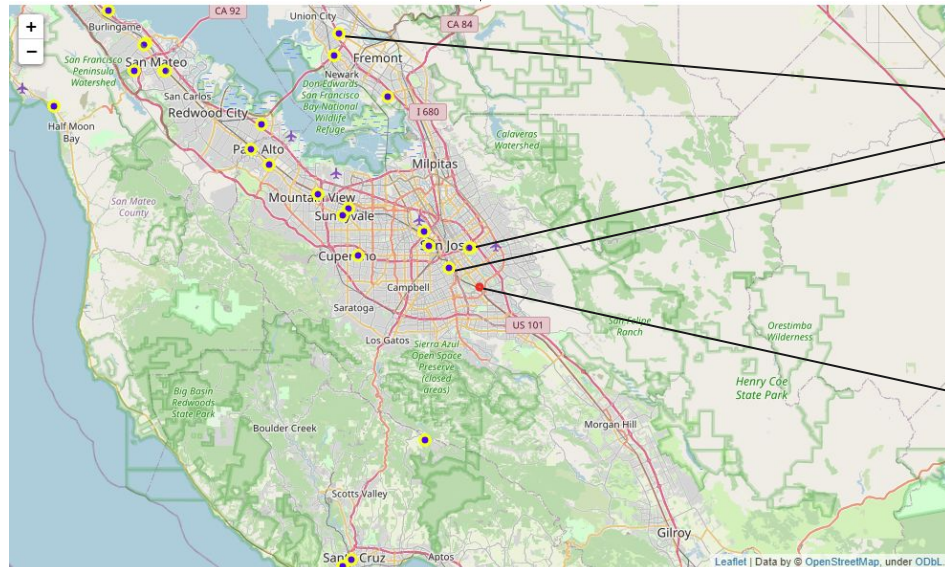 +
−
Burlingame
CA 92
Union City
CA 84
San Francisco
Peninsula
Watershed
San Mateo
Fremont
Newark
San Carlos
Don Edwards
San Francisco
Bay National
Wildlife
Refuge
Redwood City
I 680
Half Moon
Bay
Calaveras
Watershed
Palo Alto
Milpitas
Mountain View
San Mateo
County
Sunnyvale
San Jose
Cupertino
Campbell
Saratoga
US 101
San Felipe
Ranch
Orestimba
Wilderness
Los Gatos
Sierra Azul
Open Space
Preserve
(closed
areas)
Big Basin
Redwoods
State Park
Henry Coe
State Park
Boulder Creek
Morgan Hill
Scotts Valley
Gilroy
Santa Cruz
Aptos
Leaflet | Data by © OpenStreetMap, under ODbL.